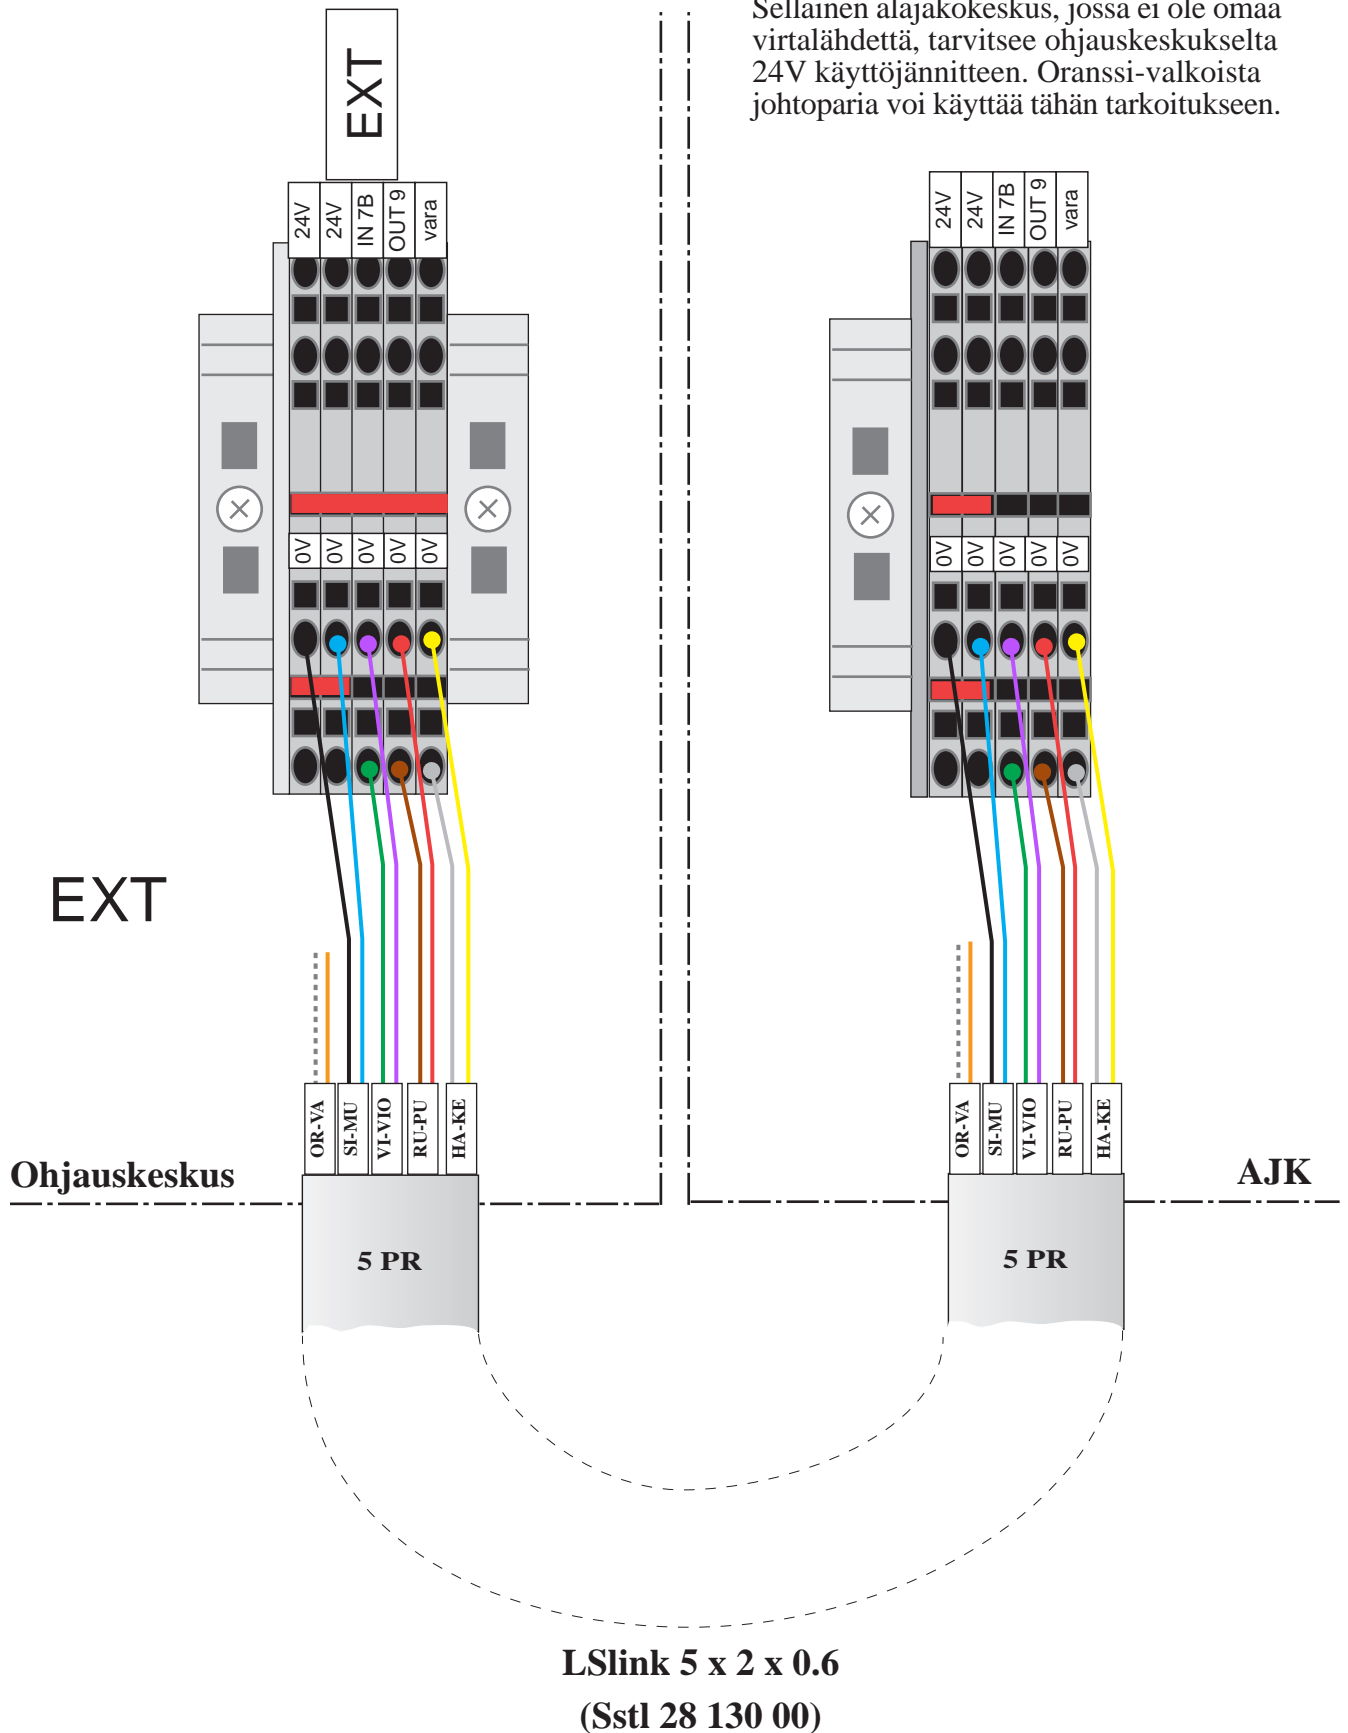 Sellainen alajakokeskus, jossa ei ole omaa
virtalähdettä, tarvitsee ohjauskeskukselta
24V käyttöjännitteen. Oranssi-valkoista
johtoparia voi käyttää tähän tarkoitukseen.
EXT
24V
24V
IN 7B
OUT 9
vara
24V
24V
IN 7B
OUT 9
vara
0V
0V
0V
0V
0V
0V
0V
0V
0V
0V
EXT
OR-VA
SI-MU
VI-VIO
RU-PU
HA-KE
OR-VA
SI-MU
VI-VIO
RU-PU
HA-KE
Ohjauskeskus
AJK
5 PR
5 PR
LSlink 5 x 2 x 0.6
(Sstl 28 130 00)